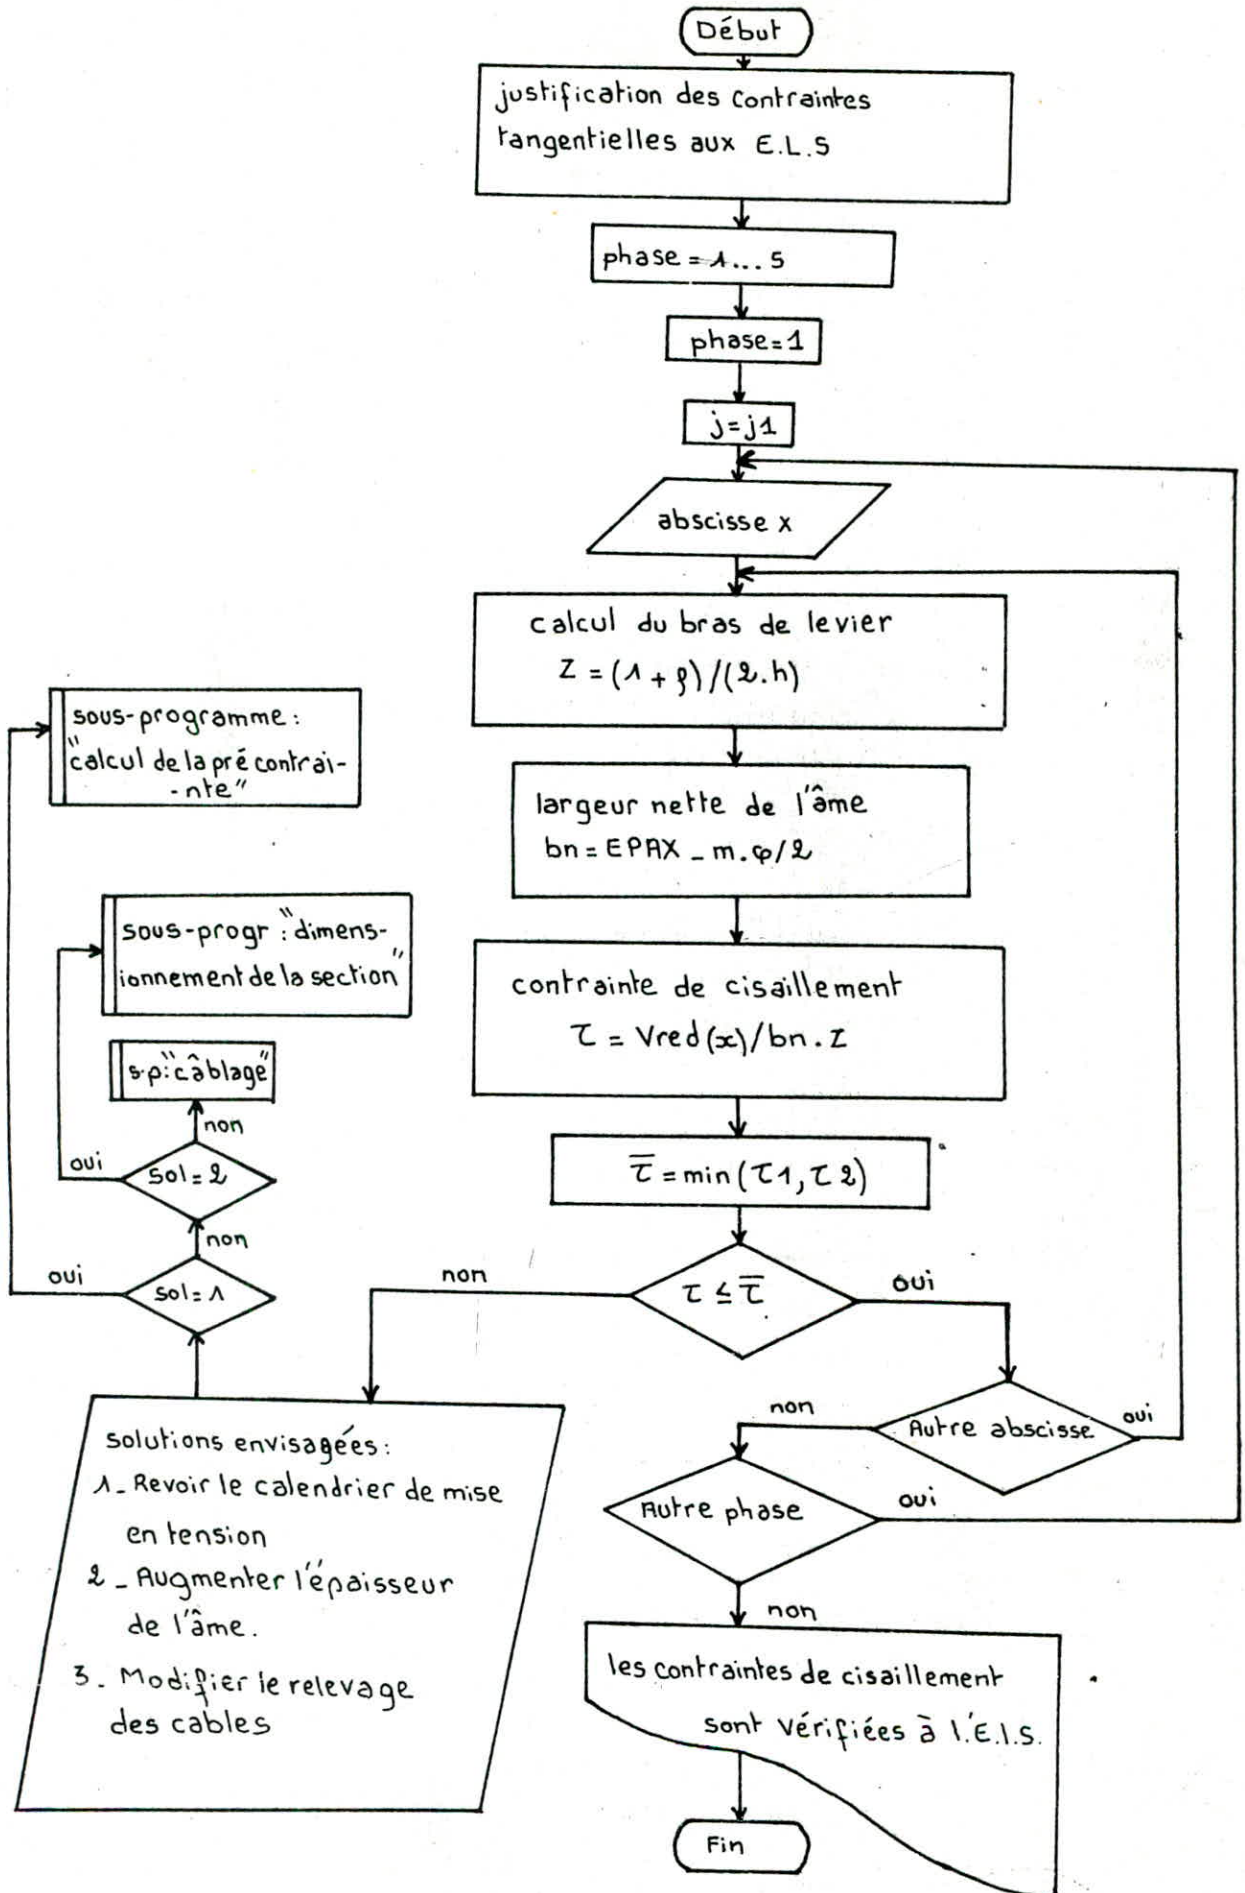 Début
justification des contraintes
tangentielles aux E.L.S
phase = 1... 5
phase = 1
j = j1
abscisse x
calcul du bras de levier
Z = (1 + ρ) / (2.h)
largeur nette de l'âme
bn = EPAX _ m.φ/2
contrainte de cisaillement
τ = Vred(x)/bn.Z
τ̅ = min(τ1, τ2)
τ ≤ τ̅
non
oui
Autre abscisse
non
oui
Autre phase
oui
non
les contraintes de cisaillement
sont vérifiées à l'.E.l.S.
Fin
sous-programme :
"calcul de la précontrai-
-nte"
sous-progr : "dimens-
ionnement de la section"
s.p: "câblage"
non
oui
sol = 2
non
oui
sol = 1
solutions envisagées :
1_ Revoir le calendrier de mise
en tension
2 _ Augmenter l'épaisseur
de l'âme.
3_ Modifier le relevage
des cables